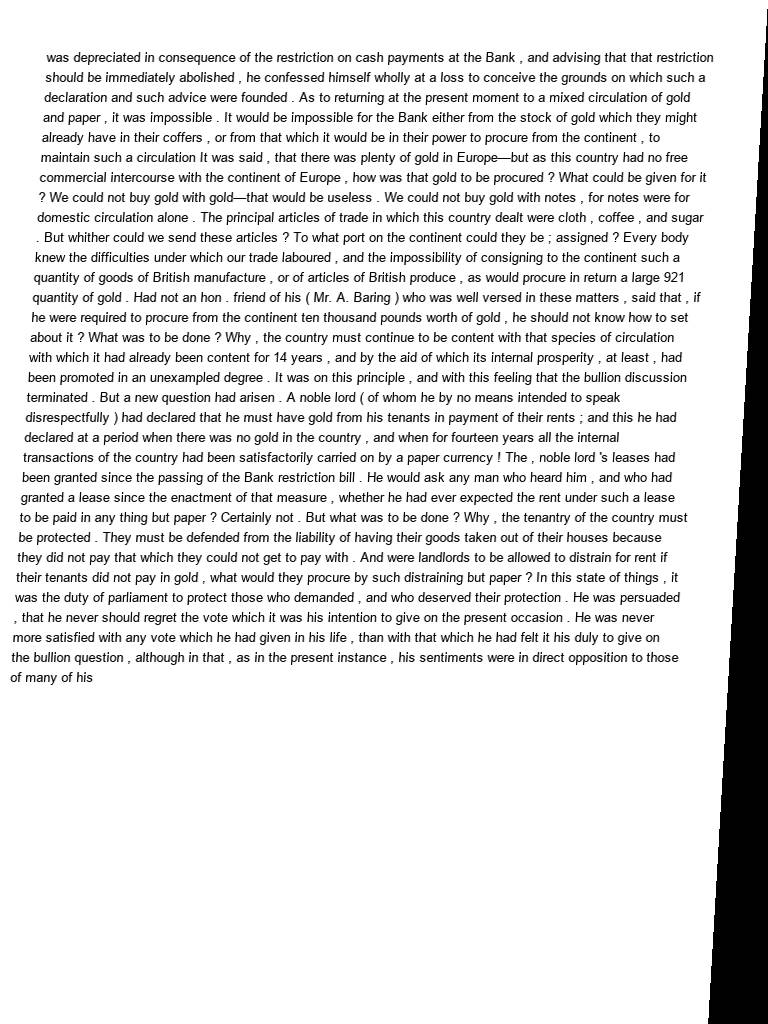 was depreciated in consequence of the restriction on cash payments at the Bank , and advising that that restriction
should be immediately abolished , he confessed himself wholly at a loss to conceive the grounds on which such a
declaration and such advice were founded . As to returning at the present moment to a mixed circulation of gold
and paper , it was impossible . It would be impossible for the Bank either from the stock of gold which they might
already have in their coffers , or from that which it would be in their power to procure from the continent , to
maintain such a circulation It was said , that there was plenty of gold in Europe—but as this country had no free
commercial intercourse with the continent of Europe , how was that gold to be procured ? What could be given for it
? We could not buy gold with gold—that would be useless . We could not buy gold with notes , for notes were for
domestic circulation alone . The principal articles of trade in which this country dealt were cloth , coffee , and sugar
. But whither could we send these articles ? To what port on the continent could they be ; assigned ? Every body
knew the difficulties under which our trade laboured , and the impossibility of consigning to the continent such a
quantity of goods of British manufacture , or of articles of British produce , as would procure in return a large 921
quantity of gold . Had not an hon . friend of his ( Mr. A. Baring ) who was well versed in these matters , said that , if
he were required to procure from the continent ten thousand pounds worth of gold , he should not know how to set
about it ? What was to be done ? Why , the country must continue to be content with that species of circulation
with which it had already been content for 14 years , and by the aid of which its internal prosperity , at least , had
been promoted in an unexampled degree . It was on this principle , and with this feeling that the bullion discussion
terminated . But a new question had arisen . A noble lord ( of whom he by no means intended to speak
disrespectfully ) had declared that he must have gold from his tenants in payment of their rents ; and this he had
declared at a period when there was no gold in the country , and when for fourteen years all the internal
transactions of the country had been satisfactorily carried on by a paper currency ! The , noble lord 's leases had
been granted since the passing of the Bank restriction bill . He would ask any man who heard him , and who had
granted a lease since the enactment of that measure , whether he had ever expected the rent under such a lease
to be paid in any thing but paper ? Certainly not . But what was to be done ? Why , the tenantry of the country must
be protected . They must be defended from the liability of having their goods taken out of their houses because
they did not pay that which they could not get to pay with . And were landlords to be allowed to distrain for rent if
their tenants did not pay in gold , what would they procure by such distraining but paper ? In this state of things , it
was the duty of parliament to protect those who demanded , and who deserved their protection . He was persuaded
, that he never should regret the vote which it was his intention to give on the present occasion . He was never
more satisfied with any vote which he had given in his life , than with that which he had felt it his duly to give on
the bullion question , although in that , as in the present instance , his sentiments were in direct opposition to those
of many of his